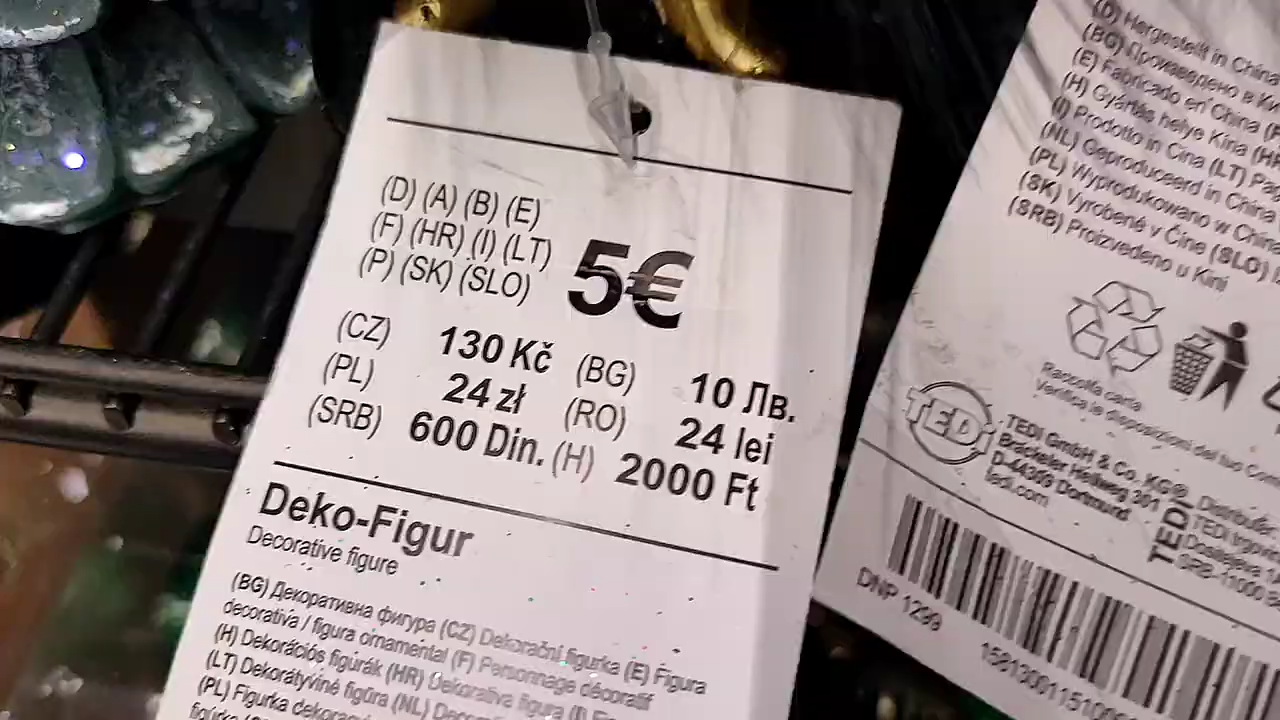 (D) (A) (B) (E)
(F) (HR) (I) (LT)
(P) (SK) (SLO)
5€
(CZ) 130 Kč (BG) 10 Лв.
(PL) 24 zł (RO) 24 lei
(SRB) 600 Din. (H) 2000 Ft
Deko-Figur
Decorative figure
(BG) Декоративна фигура (CZ) Dekorační figurka (E) Figura
decorativa / figura ornamental (F) Personnage décoratif
(H) Dekorációs figurák (HR) Dekorativna figura (I)
(LT) Dekoratyvinė figūra (NL)
(PL) Figurka
(D) Hergestellt in China
(BG) Произведено в
(E) Fabricado en China
(H) Gyártás helye Kína
(I) Prodotto in Cina (LT)
(NL) Geproduceerd in China
(PL) Wyprodukowano w
(SK) Vyrobené v Číne (SLO)
(SRB) Proizvedeno u Kini
Raccolta carta
Verifica le disposizioni del tuo
TEDi
TEDI GmbH & Co. KG
Brackeler Hellweg 301
D-44309 Dortmund
tedi.com
TEDI
DNP 1299